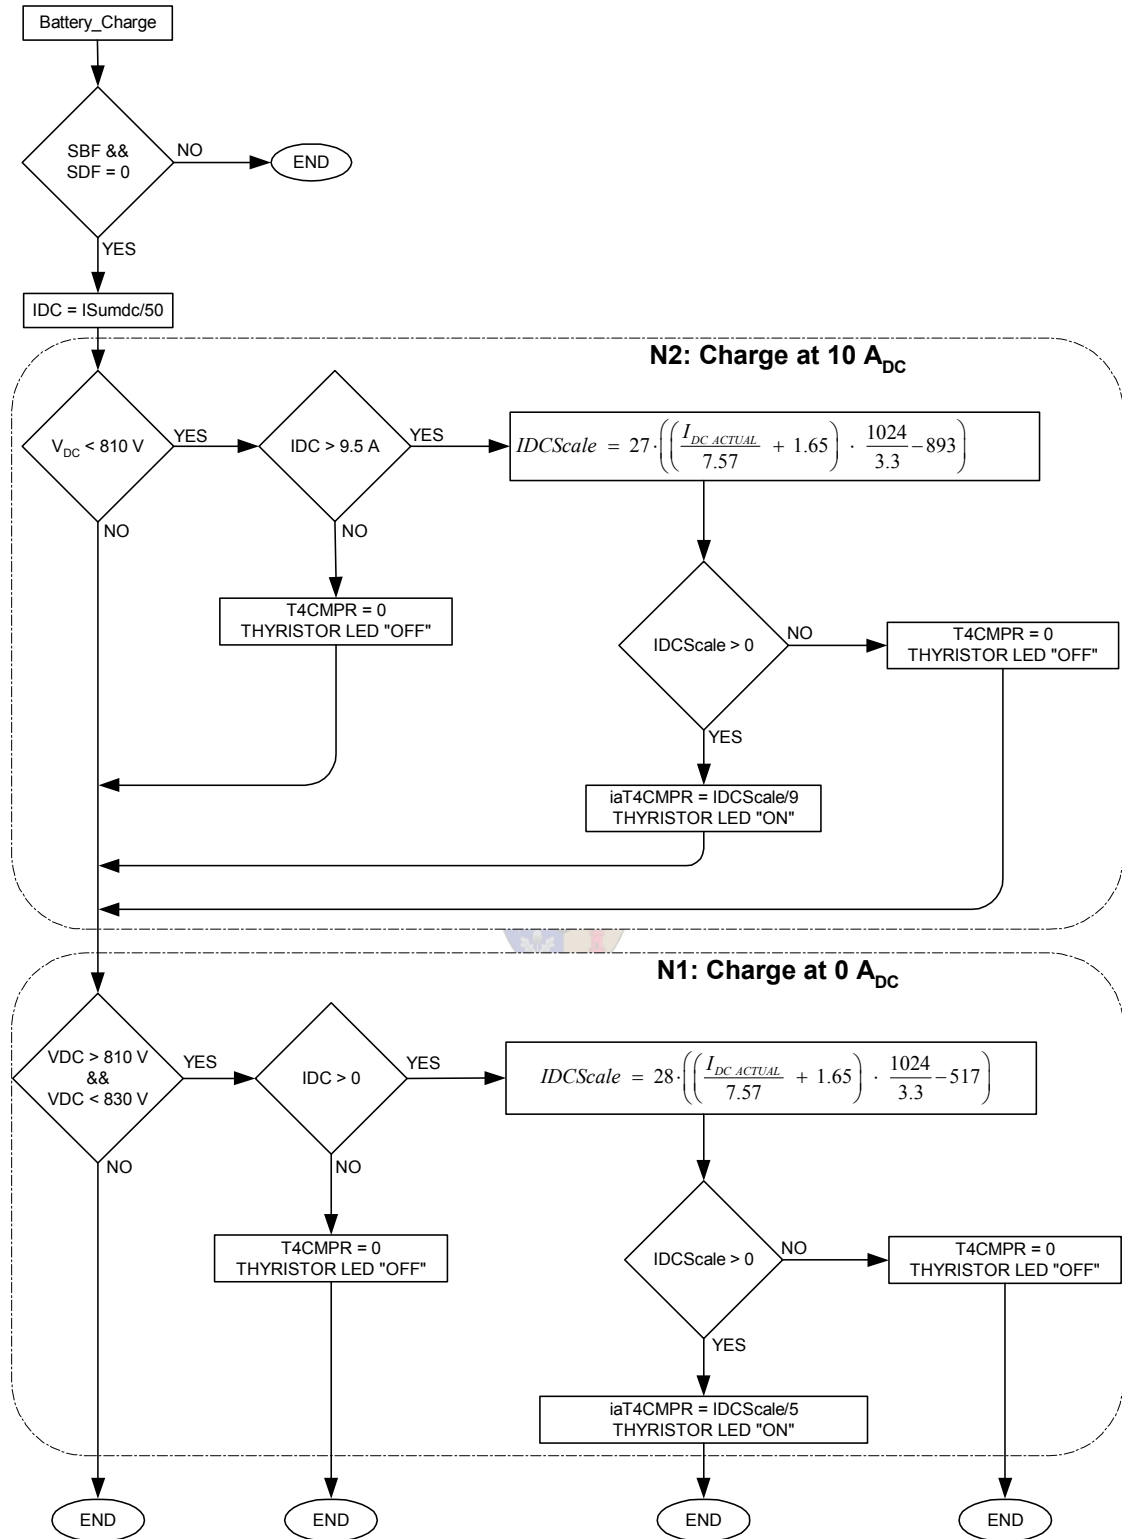 Battery_Charge
SBF &&
SDF = 0
NO
END
YES
IDC = ISumdc/50
N2: Charge at 10 A_DC
V_DC < 810 V
YES
IDC > 9.5 A
YES
IDCScale = 27·((I_DC ACTUAL / 7.57 + 1.65) · 1024 / 3.3 − 893)
NO
NO
T4CMPR = 0
THYRISTOR LED "OFF"
IDCScale > 0
NO
T4CMPR = 0
THYRISTOR LED "OFF"
YES
iaT4CMPR = IDCScale/9
THYRISTOR LED "ON"
N1: Charge at 0 A_DC
VDC > 810 V
&&
VDC < 830 V
YES
IDC > 0
YES
IDCScale = 28·((I_DC ACTUAL / 7.57 + 1.65) · 1024 / 3.3 − 517)
NO
NO
T4CMPR = 0
THYRISTOR LED "OFF"
IDCScale > 0
NO
T4CMPR = 0
THYRISTOR LED "OFF"
YES
iaT4CMPR = IDCScale/5
THYRISTOR LED "ON"
END
END
END
END